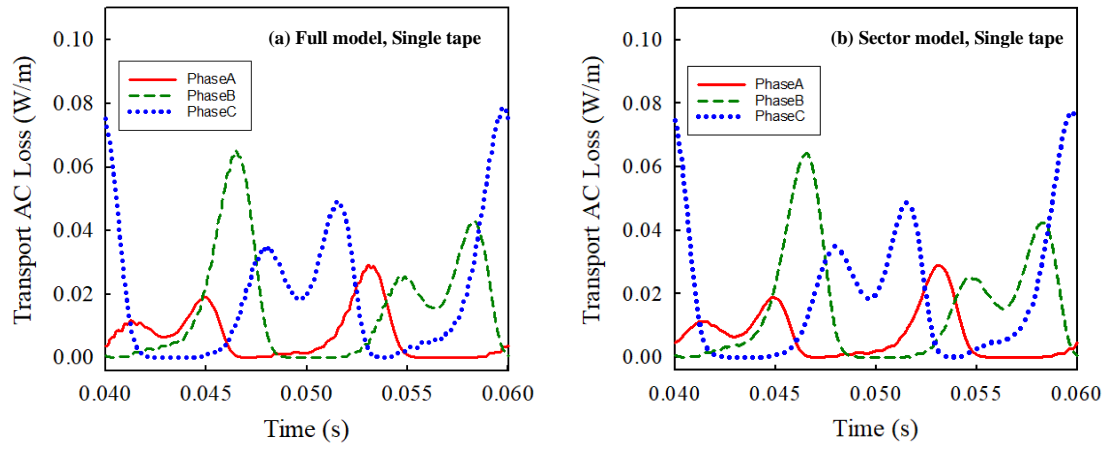 (a) Full model, Single tape
Transport AC Loss (W/m)
0.10
0.08
0.06
0.04
0.02
0.00
PhaseA
PhaseB
PhaseC
0.040
0.045
0.050
0.055
0.060
Time (s)
(b) Sector model, Single tape
Transport AC Loss (W/m)
0.10
0.08
0.06
0.04
0.02
0.00
PhaseA
PhaseB
PhaseC
0.040
0.045
0.050
0.055
0.060
Time (s)